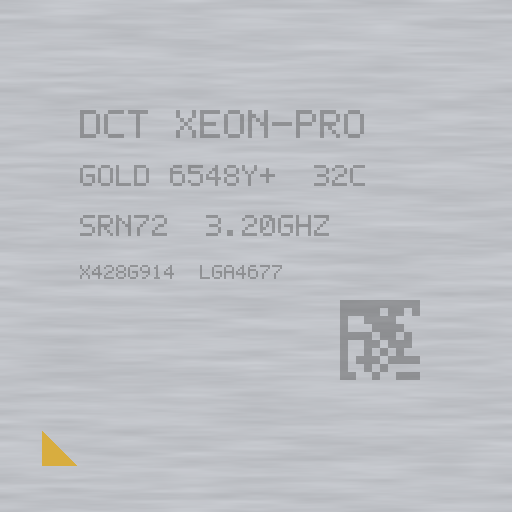 DCT XEON-PRO
GOLD 6548Y+ 32C
SRN72 3.20GHZ
X428G914 LGA4677